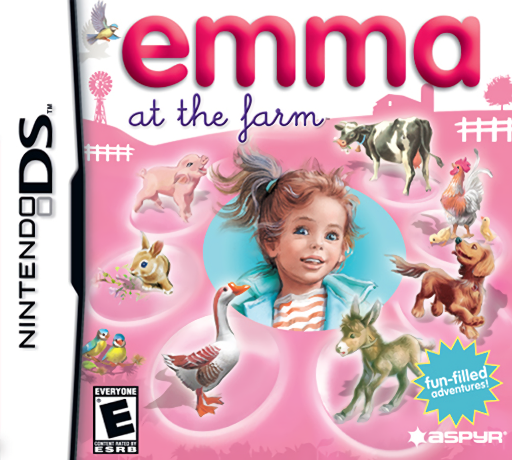 emma
at the farm
NINTENDO DS™
fun-filled
adventures!
EVERYONE
E
CONTENT RATED BY
ESRB
ASPYR